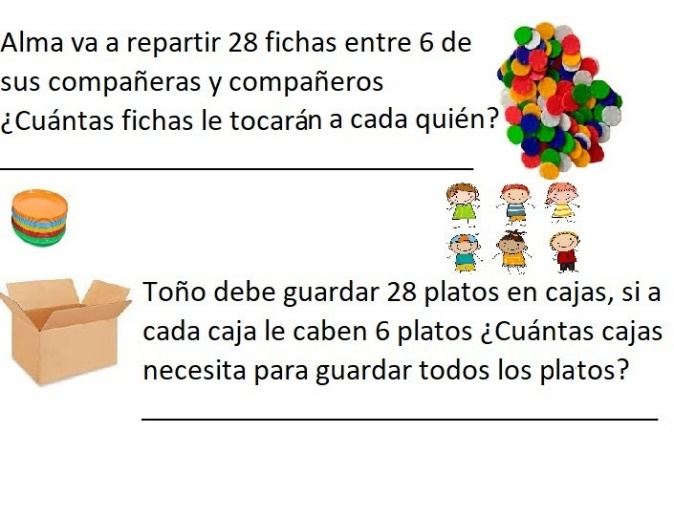 Alma va a repartir 28 fichas entre 6 de
sus compañeras y compañeros
¿Cuántas fichas le tocarán a cada quién?
Toño debe guardar 28 platos en cajas, si a
cada caja le caben 6 platos ¿Cuántas cajas
necesita para guardar todos los platos?